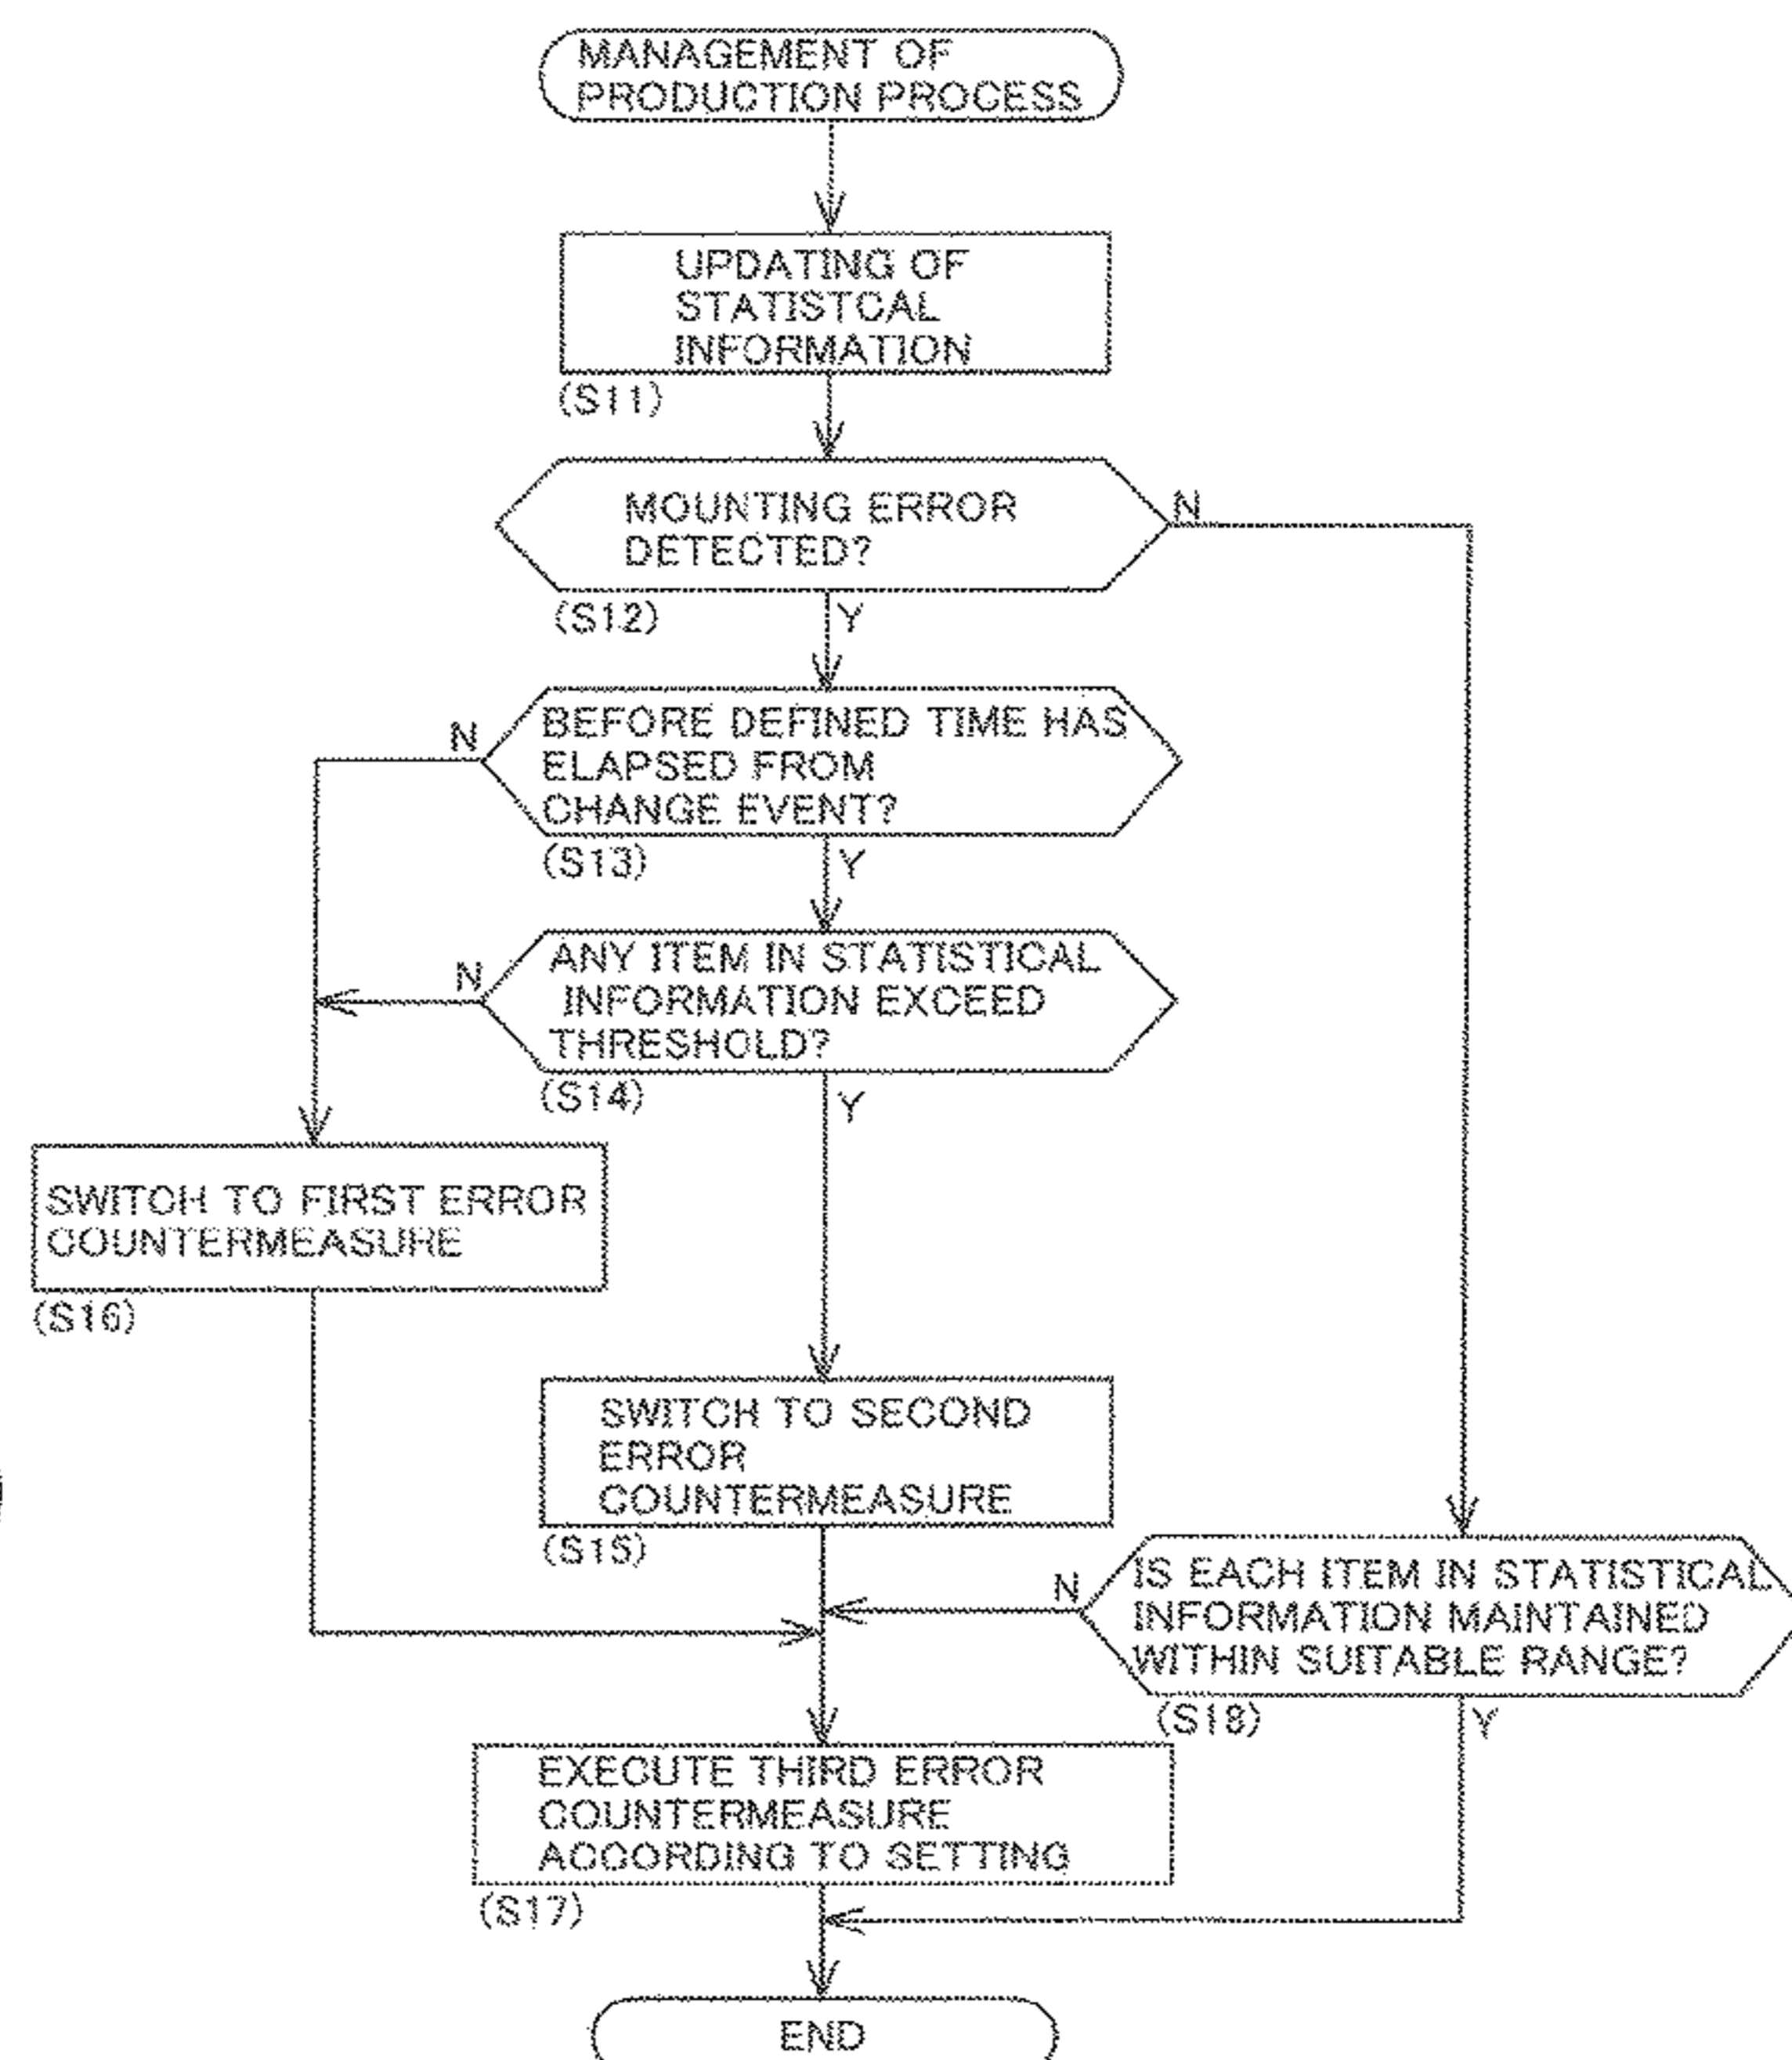 MANAGEMENT OF
PRODUCTION PROCESS
UPDATING OF
STATISTCAL
INFORMATION
(S11)
MOUNTING ERROR
DETECTED?
N
(S12)
Y
BEFORE DEFINED TIME HAS
ELAPSED FROM
CHANGE EVENT?
N
(S13)
Y
ANY ITEM IN STATISTICAL
INFORMATION EXCEED
THRESHOLD?
N
(S14)
Y
SWITCH TO FIRST ERROR
COUNTERMEASURE
(S16)
SWITCH TO SECOND
ERROR
COUNTERMEASURE
(S15)
IS EACH ITEM IN STATISTICAL
INFORMATION MAINTAINED
WITHIN SUITABLE RANGE?
N
(S18)
Y
EXECUTE THIRD ERROR
COUNTERMEASURE
ACCORDING TO SETTING
(S17)
END